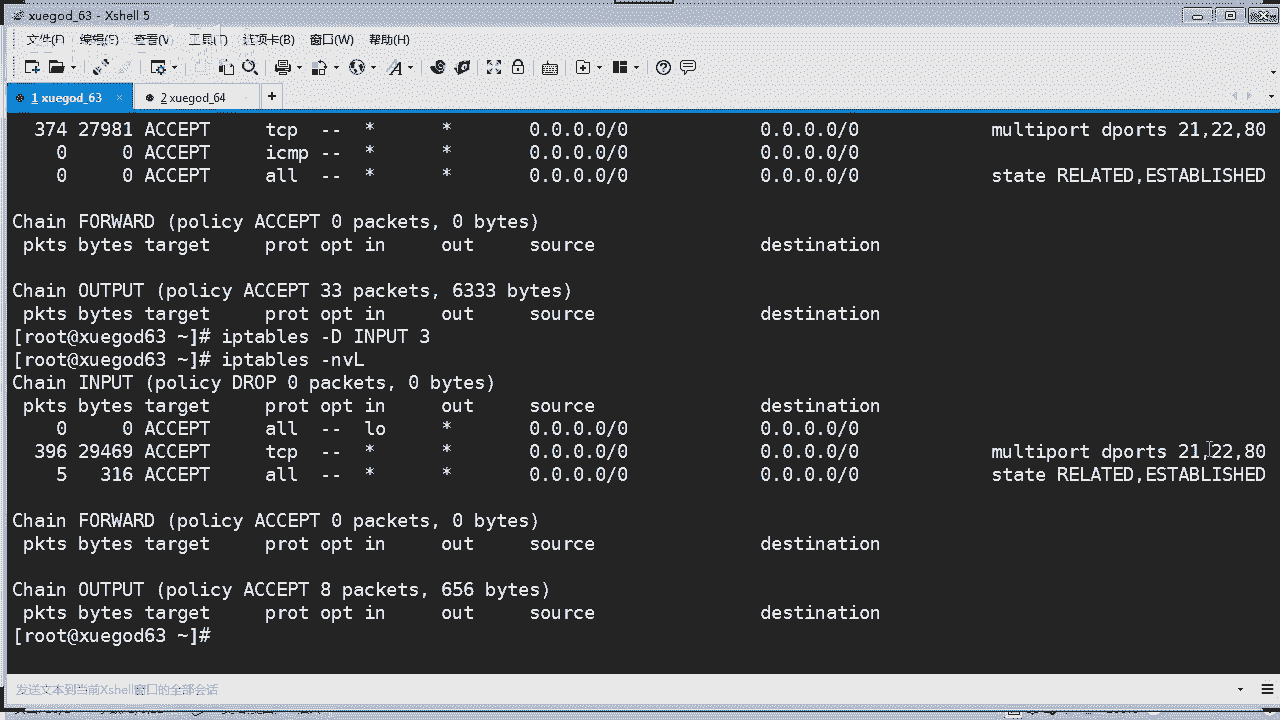 xuegod_63 - Xshell 5
文件(F) 编辑(E) 查看(V) 工具(T) 选项卡(B) 窗口(W) 帮助(H)
1 xuegod_63 × 2 xuegod_64 +
374 27981 ACCEPT tcp -- * * 0.0.0.0/0 0.0.0.0/0 multiport dports 21,22,80
0 0 ACCEPT icmp -- * * 0.0.0.0/0 0.0.0.0/0
0 0 ACCEPT all -- * * 0.0.0.0/0 0.0.0.0/0 state RELATED,ESTABLISHED
Chain FORWARD (policy ACCEPT 0 packets, 0 bytes)
pkts bytes target prot opt in out source destination
Chain OUTPUT (policy ACCEPT 33 packets, 6333 bytes)
pkts bytes target prot opt in out source destination
[root@xuegod63 ~]# iptables -D INPUT 3
[root@xuegod63 ~]# iptables -nvL
Chain INPUT (policy DROP 0 packets, 0 bytes)
pkts bytes target prot opt in out source destination
0 0 ACCEPT all -- lo * 0.0.0.0/0 0.0.0.0/0
396 29469 ACCEPT tcp -- * * 0.0.0.0/0 0.0.0.0/0 multiport dports 21,22,80
5 316 ACCEPT all -- * * 0.0.0.0/0 0.0.0.0/0 state RELATED,ESTABLISHED
Chain FORWARD (policy ACCEPT 0 packets, 0 bytes)
pkts bytes target prot opt in out source destination
Chain OUTPUT (policy ACCEPT 8 packets, 656 bytes)
pkts bytes target prot opt in out source destination
[root@xuegod63 ~]#
发送文本到当前Xshell窗口的全部会话